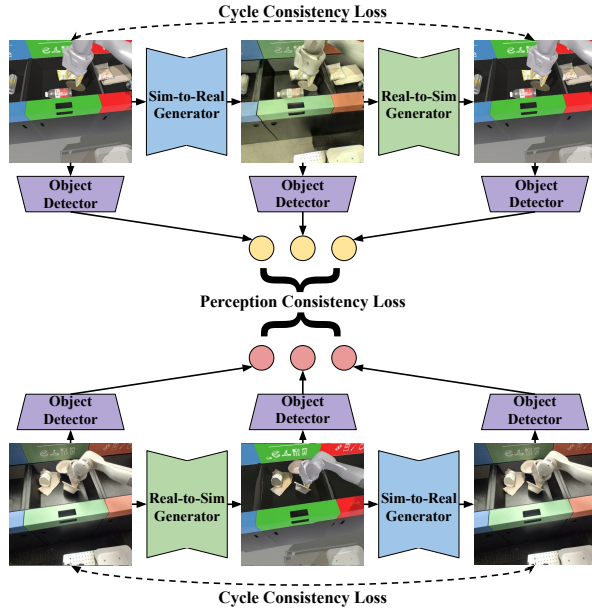 Cycle Consistency Loss
Sim-to-Real
Generator
Real-to-Sim
Generator
Object
Detector
Object
Detector
Object
Detector
Perception Consistency Loss
Object
Detector
Object
Detector
Object
Detector
Real-to-Sim
Generator
Sim-to-Real
Generator
Cycle Consistency Loss